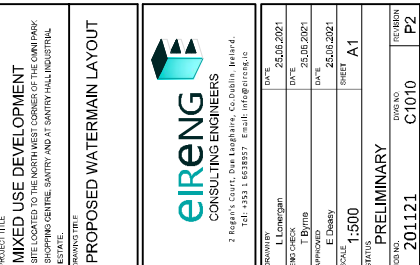 PROJECT TITLE
MIXED USE DEVELOPMENT
SITE LOCATED TO THE NORTH WEST CORNER OF THE OMNI PARK
SHOPPING CENTRE, SANTRY AND AT SANTRY HALL INDUSTRIAL
ESTATE.
DRAWING TITLE
PROPOSED WATERMAIN LAYOUT
eIReNG
CONSULTING ENGINEERS
2 Rogan's Court, Dun Laoghaire, Co.Dublin, Ireland.
Tel: +353 1 6638957 Email: info@eireng.ie
DRAWN BY
L Lonergan
DATE
25.06.2021
ENG CHECK
T Byrne
DATE
25.06.2021
APPROVED
E Deasy
DATE
25.06.2021
SCALE
1:500
SHEET
A1
STATUS
PRELIMINARY
JOB NO.
201121
DWG NO.
C1010
REVISION
P2